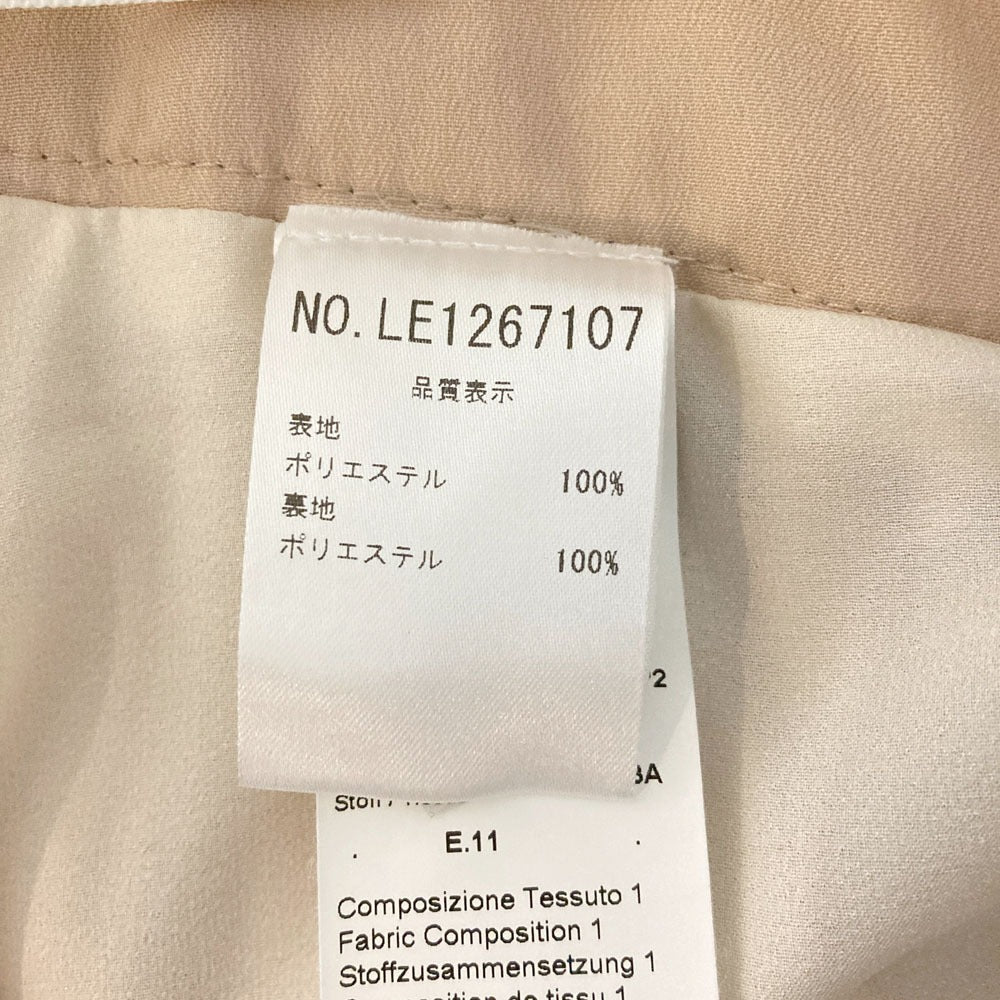 NO.LE1267107
品質表示
表地
ポリエステル 100%
裏地
ポリエステル 100%
E.11
Composizione Tessuto 1
Fabric Composition 1
Stoffzusammensetzung 1